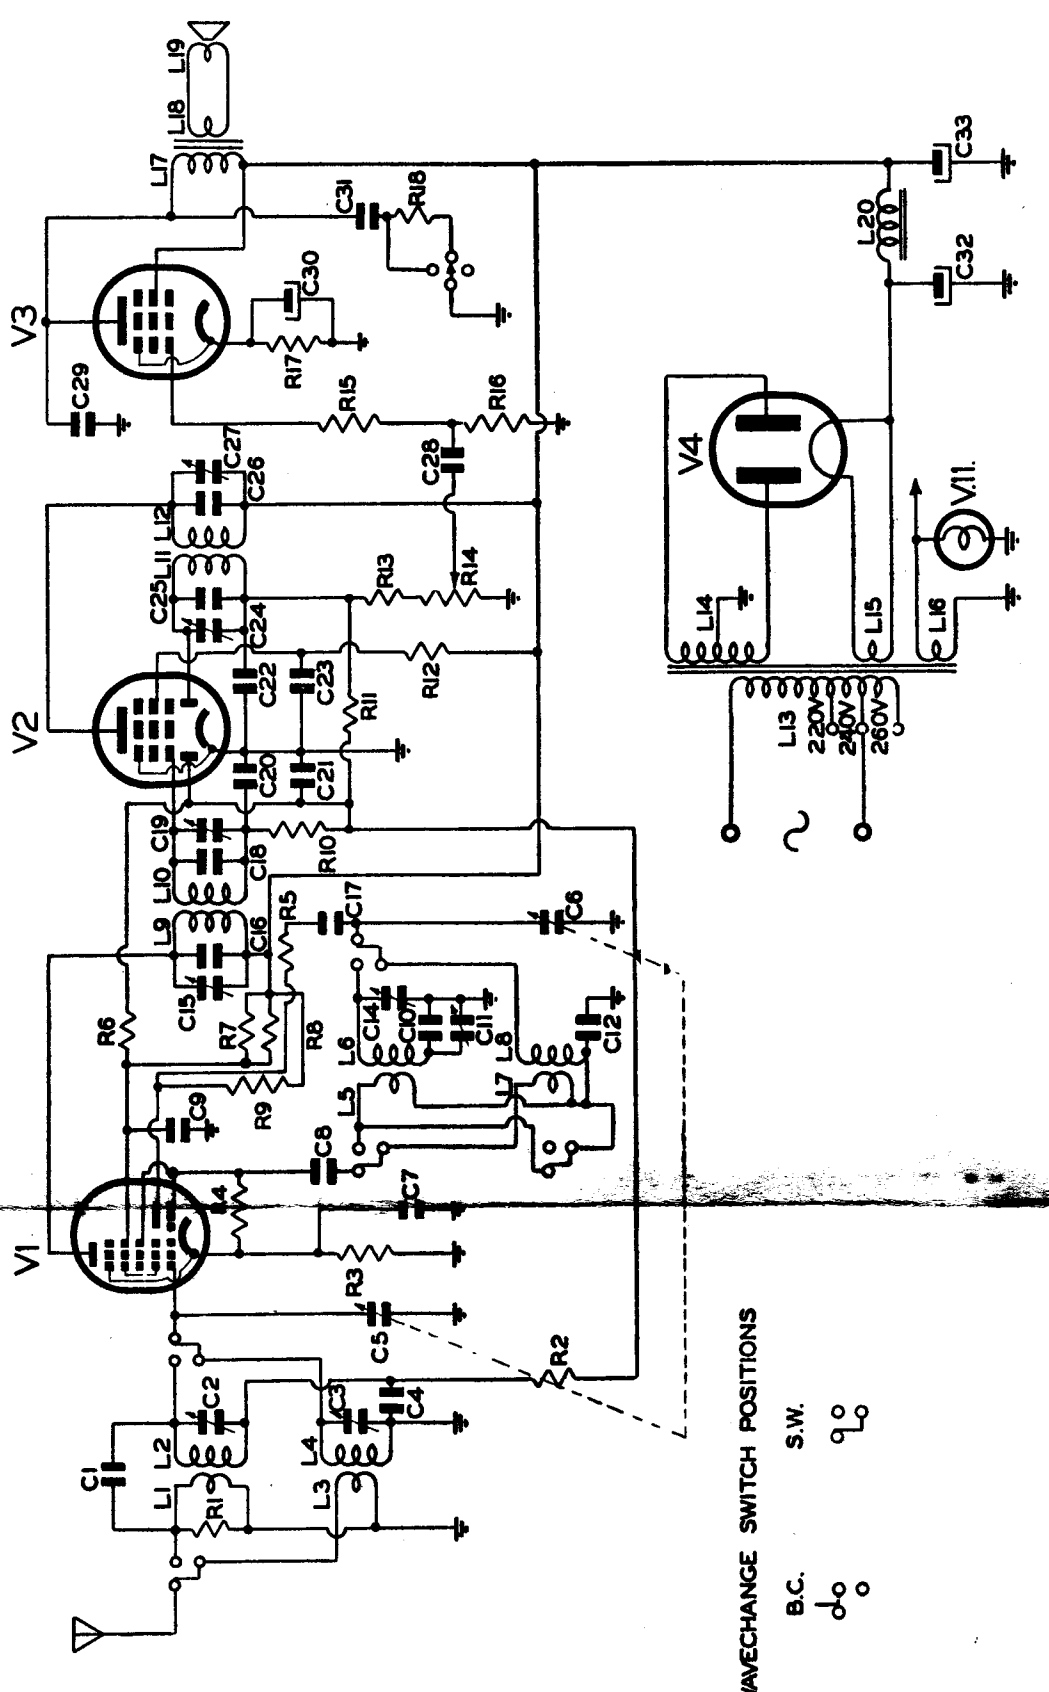 V1 V2 V3
C1 R6 C29
L1 L2 C15 L9 L10 C19 C25 L11 L12 L17 L18 L19
R1 C2 C9 R7 C16 C18 C24 C27
R4 C26
R9 R5 C20 C22
L3 L4 C3 C8 R8 R10 C21 C23 R17 C30
R3 L5 L6 C17 R11 R15 C31
C5 C14 R13
C4 C7 C10 R12 C28 R18
C11 R14
L7 L8 R16
R2 C6
C12
V4
L14 L20
WAVECHANGE SWITCH POSITIONS
B.C. S.W.
L13
220V
240V
260V
L15
L16 V.11. C32 C33